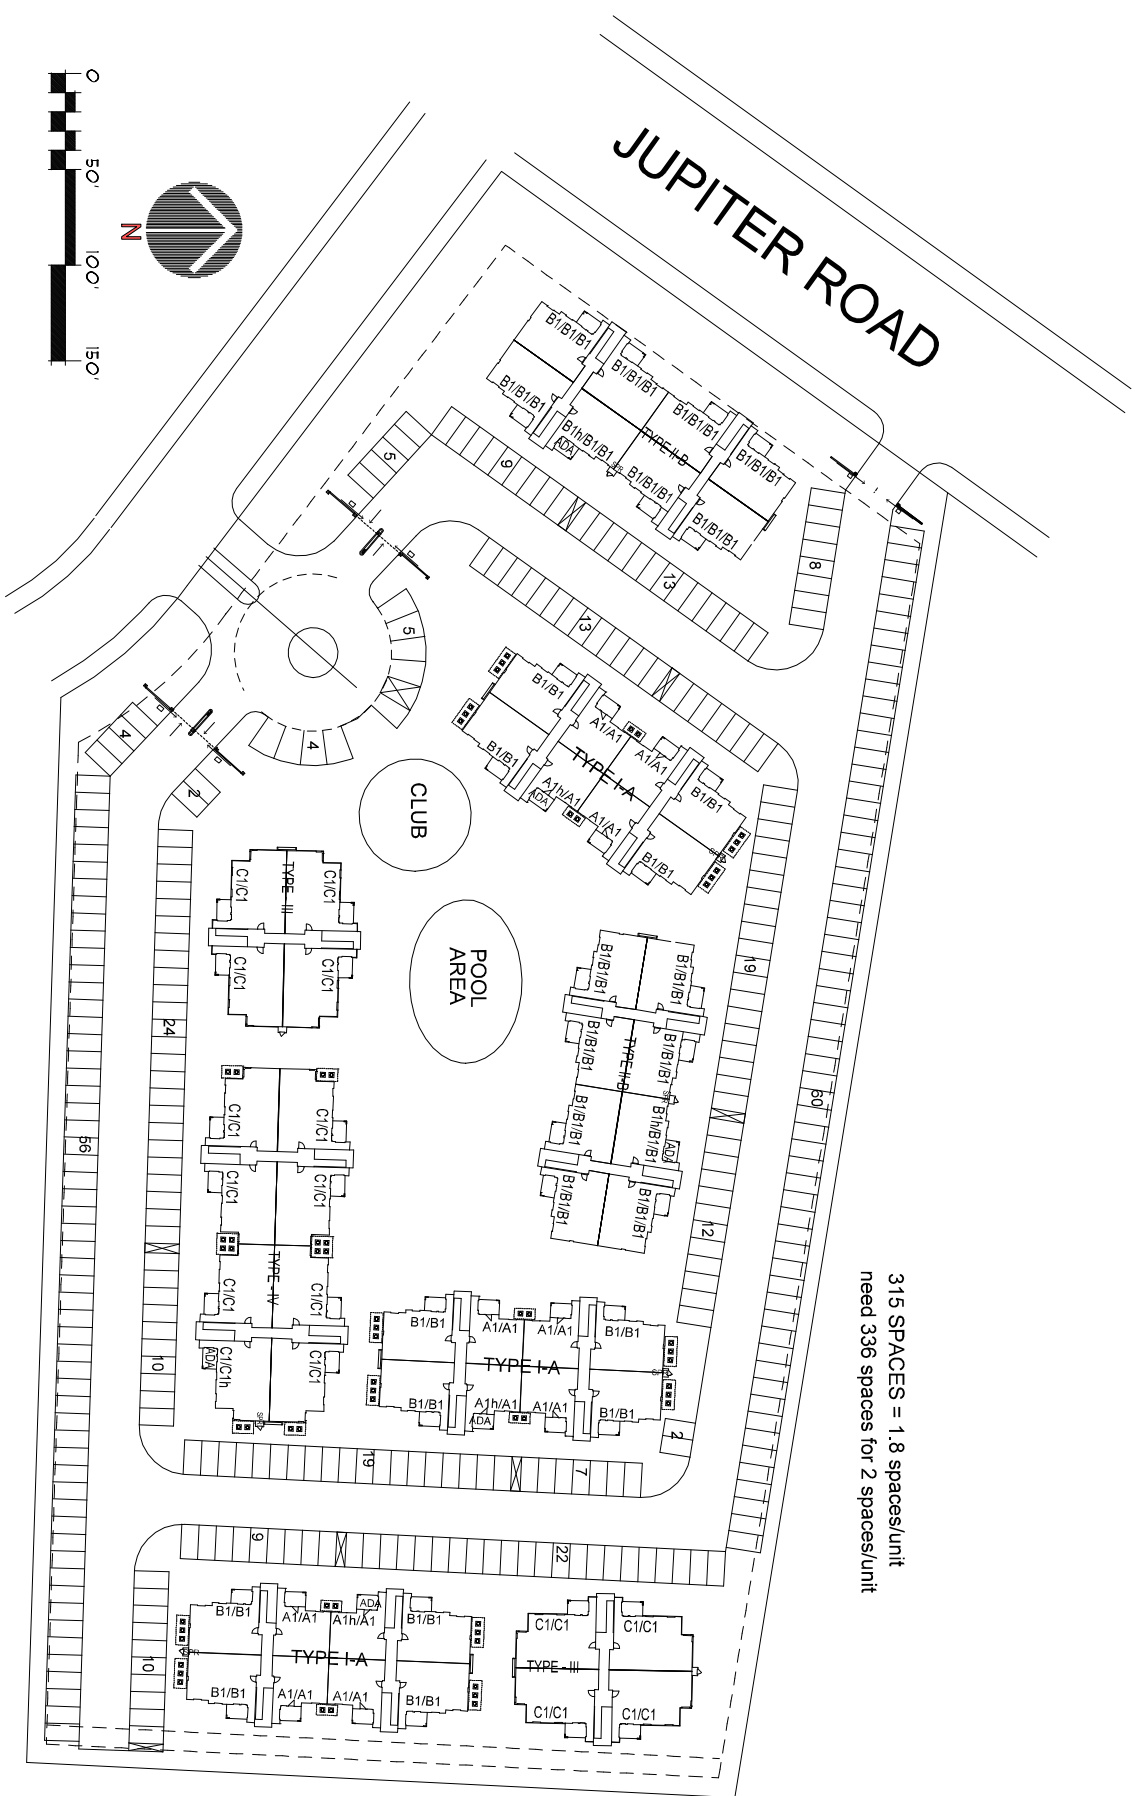 JUPITER ROAD
0
50'
100'
150'
N
B1/B1/B1
B1/B1/B1
B1/B1/B1
B1/B1/B1
B1/B1/B1
B1h/B1/B1
B1/B1/B1
B1/B1/B1
TYPE II-B
ADA
SPR
5
9
13
8
13
5
4
4
2
B1/B1
A1/A1
A1/A1
B1/B1
B1/B1
A1h/A1
A1/A1
B1/B1
TYPE I-A
ADA
SPR
CLUB
POOL
AREA
C1/C1
C1/C1
C1/C1
C1/C1
TYPE III
B1/B1/B1
B1/B1/B1
B1/B1/B1
B1/B1/B1
B1/B1/B1
B1h/B1/B1
B1/B1/B1
B1/B1/B1
TYPE II-B
SPR
ADA
19
60
24
56
12
10
C1/C1
C1/C1
C1/C1
C1/C1
C1/C1
C1/C1
C1/C1h
C1/C1
TYPE - IV
ADA
SPR
B1/B1
A1/A1
A1/A1
B1/B1
TYPE I-A
B1/B1
A1h/A1
A1/A1
B1/B1
ADA
2
19
7
9
22
10
B1/B1
A1/A1
A1h/A1
B1/B1
ADA
SPR
TYPE I-A
B1/B1
A1/A1
A1/A1
B1/B1
C1/C1
C1/C1
TYPE - III
C1/C1
C1/C1
315 SPACES = 1.8 spaces/unit
need 336 spaces for 2 spaces/unit